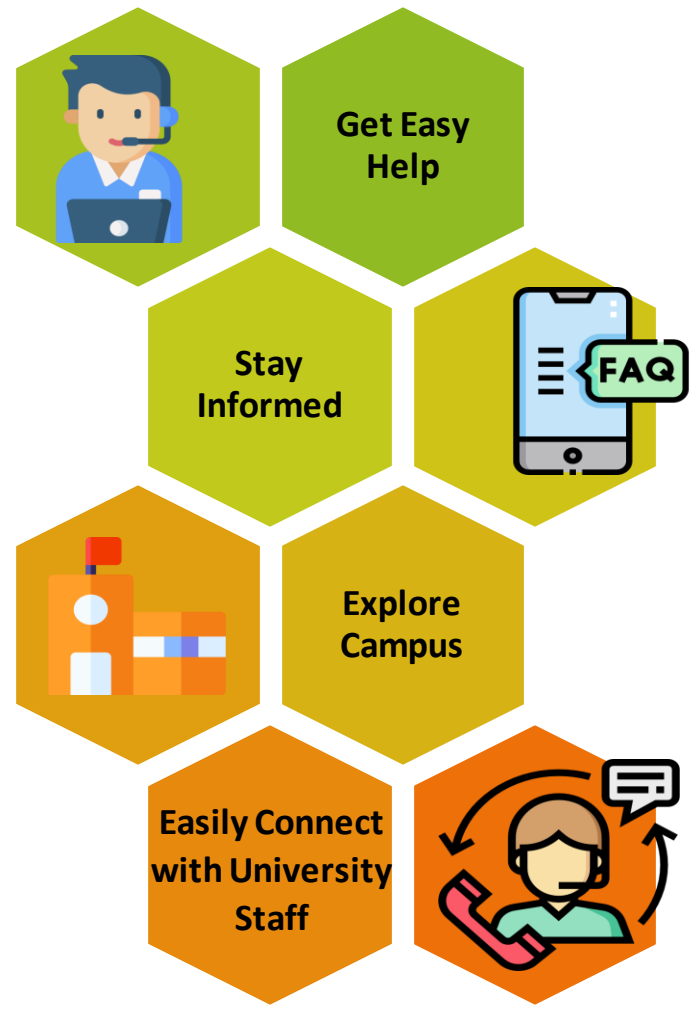 Get Easy
Help
Stay
Informed
FAQ
Explore
Campus
Easily Connect
with University
Staff